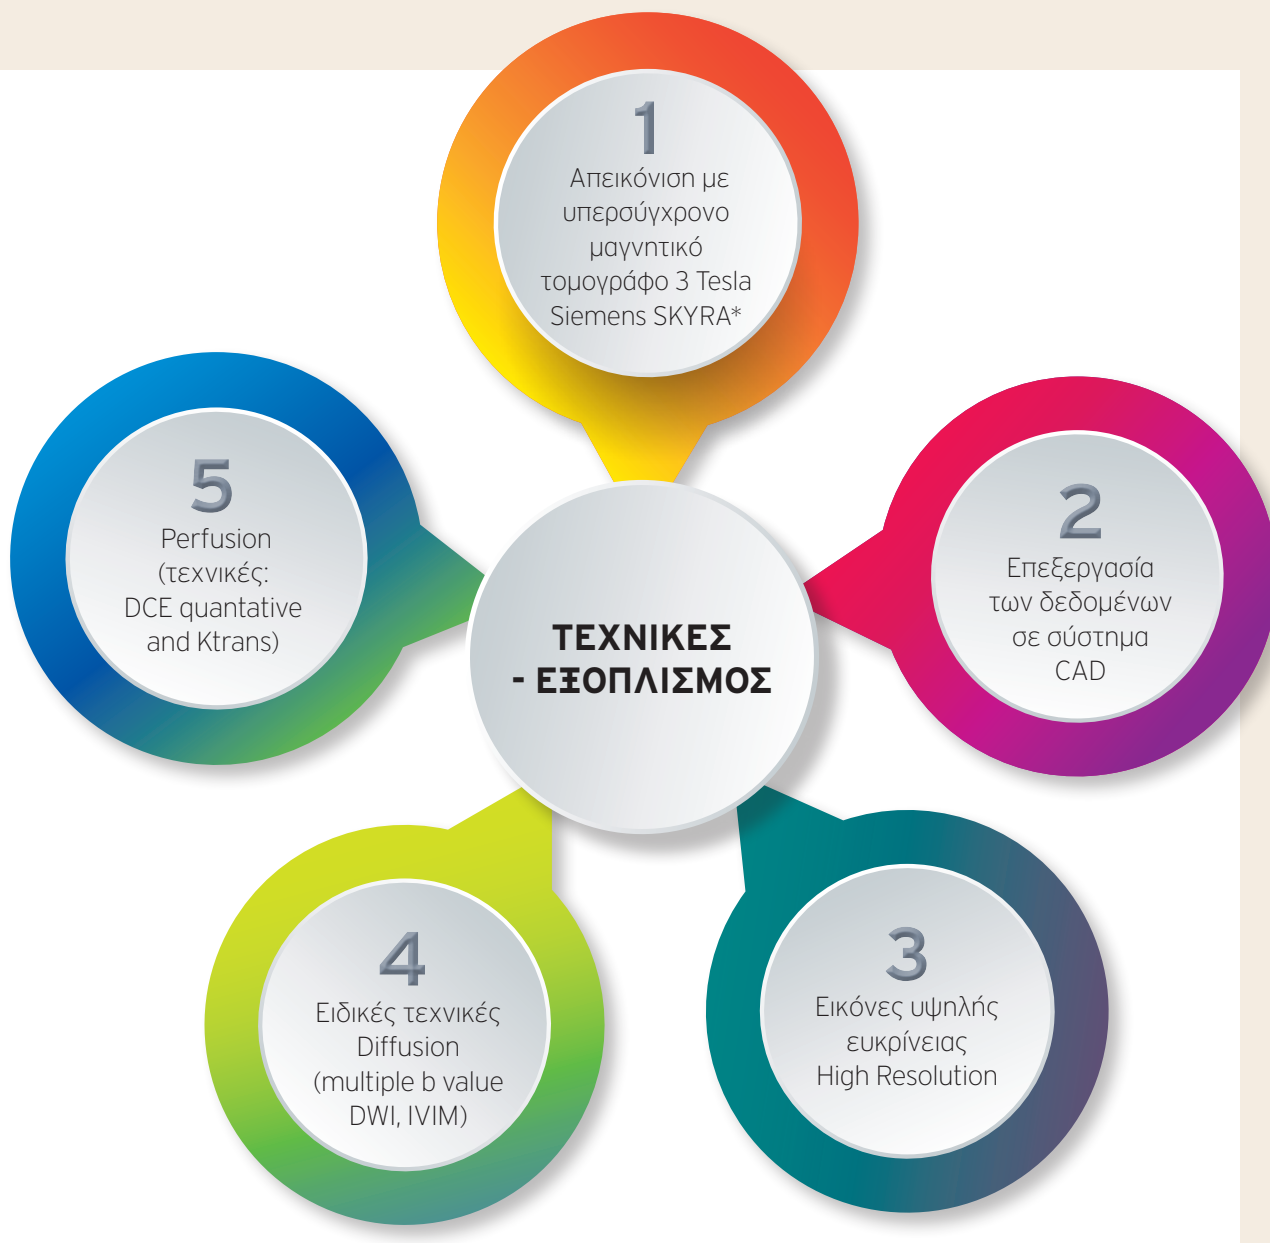 1
Απεικόνιση με
υπερσύγχρονο
μαγνητικό
τομογράφο 3 Tesla
Siemens SKYRA*
2
Επεξεργασία
των δεδομένων
σε σύστημα
CAD
3
Εικόνες υψηλής
ευκρίνειας
High Resolution
4
Ειδικές τεχνικές
Diffusion
(multiple b value
DWI, IVIM)
5
Perfusion
(τεχνικές:
DCE quantative
and Ktrans)
ΤΕΧΝΙΚΕΣ
- ΕΞΟΠΛΙΣΜΟΣ